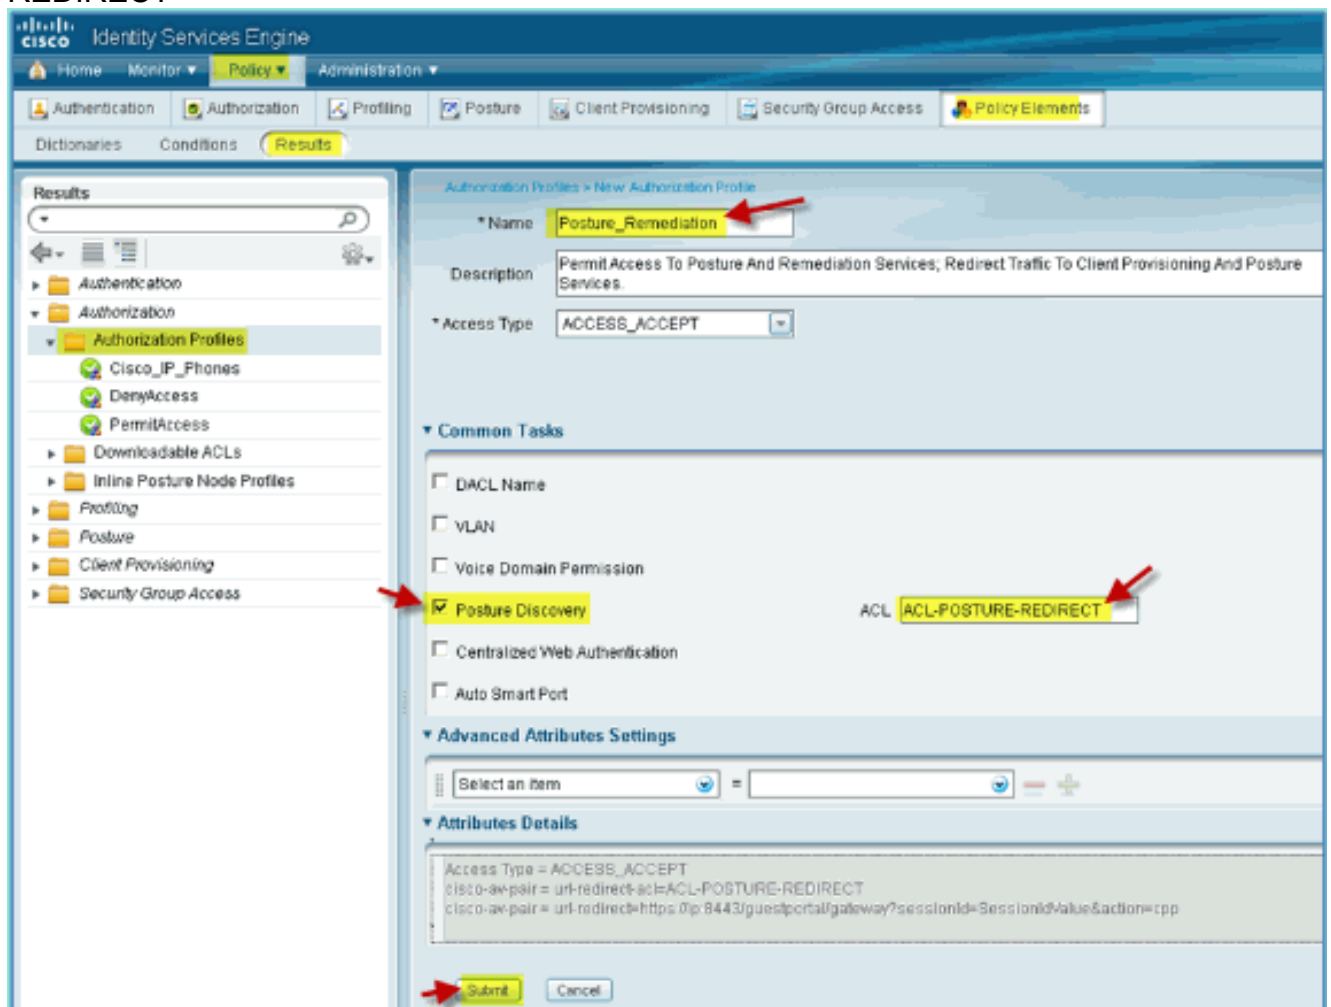 REDIRECT
CISCO Identity Services Engine
Home Monitor Policy Administration
Authentication Authorization Profiling Posture Client Provisioning Security Group Access Policy Elements
Dictionaries Conditions Results
Results
Authentication
Authorization
Authorization Profiles
Cisco_IP_Phones
DenyAccess
PermitAccess
Downloadable ACLs
Inline Posture Node Profiles
Profiling
Posture
Client Provisioning
Security Group Access
Authorization Profiles > New Authorization Profile
* Name Posture_Remediation
Description Permit Access To Posture And Remediation Services; Redirect Traffic To Client Provisioning And Posture
Services.
* Access Type ACCESS_ACCEPT
Common Tasks
DACL Name
VLAN
Voice Domain Permission
Posture Discovery ACL ACL-POSTURE-REDIRECT
Centralized Web Authentication
Auto Smart Port
Advanced Attributes Settings
Select an item =
Attributes Details
Access Type = ACCESS_ACCEPT
cisco-av-pair = url-redirect-acl=ACL-POSTURE-REDIRECT
cisco-av-pair = url-redirect=https://ip:8443/guestportal/gateway?sessionId=SessionIdValue&action=cpp
Submit Cancel